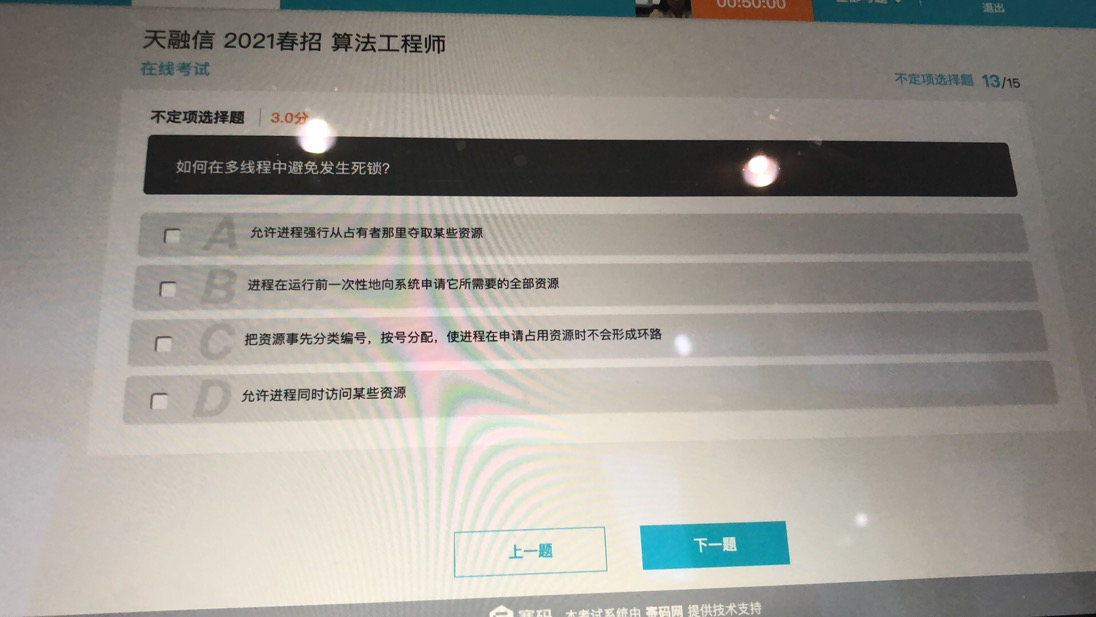 00:50:00
退出
天融信 2021春招 算法工程师
在线考试
不定项选择题 13/15
不定项选择题 3.0分
如何在多线程中避免发生死锁?
A 允许进程强行从占有者那里夺取某些资源
B 进程在运行前一次性地向系统申请它所需要的全部资源
C 把资源事先分类编号，按号分配，使进程在申请占用资源时不会形成环路
D 允许进程同时访问某些资源
上一题 下一题
赛码 本考试系统由 赛码网 提供技术支持